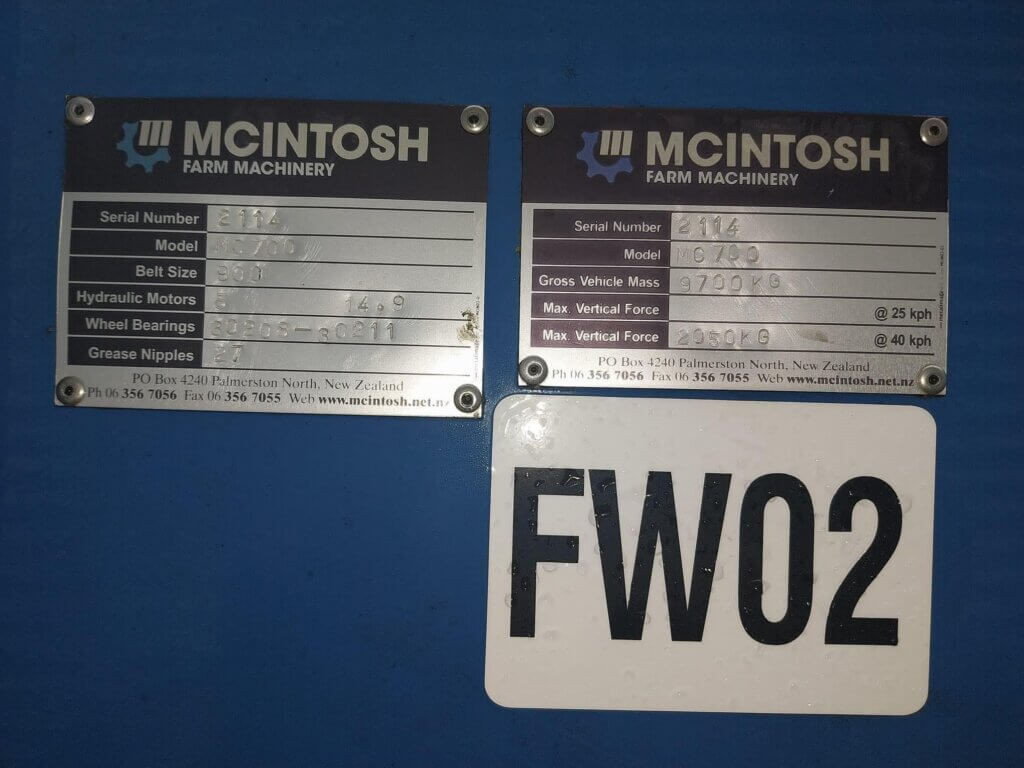 MCINTOSH
FARM MACHINERY
Serial Number 2114
Model MC700
Belt Size 900
Hydraulic Motors 14.9
Wheel Bearings 30208-30211
Grease Nipples 27
PO Box 4240 Palmerston North, New Zealand
Ph 06 356 7056 Fax 06 356 7055 Web www.mcintosh.net.nz
MCINTOSH
FARM MACHINERY
Serial Number 2114
Model MC700
Gross Vehicle Mass 9700KG
Max. Vertical Force @ 25 kph
Max. Vertical Force 2050KG @ 40 kph
PO Box 4240 Palmerston North, New Zealand
Ph 06 356 7056 Fax 06 356 7055 Web www.mcintosh.net.nz
FW02